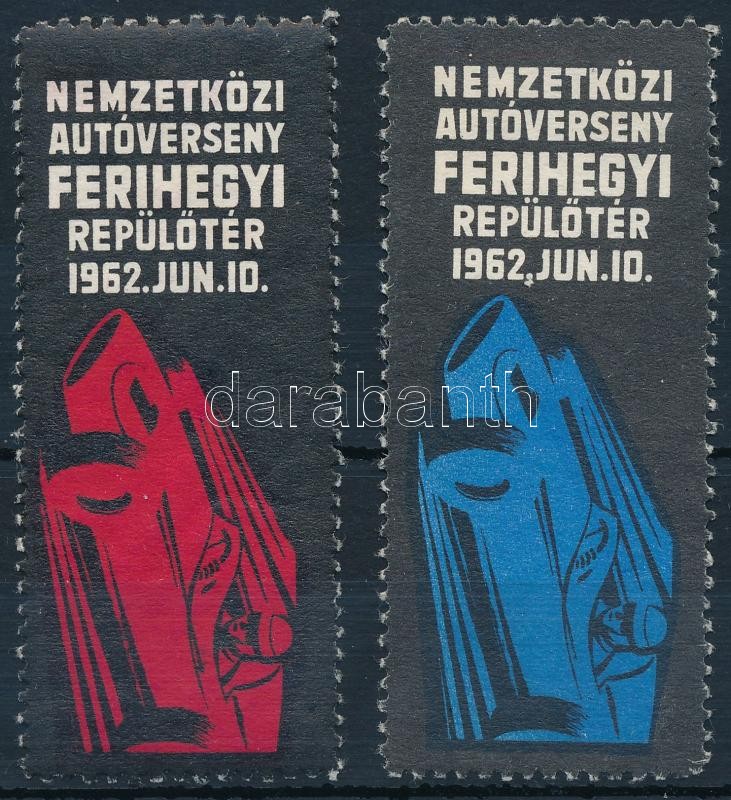 NEMZETKÖZI
AUTÓVERSENY
FERIHEGYI
REPÜLŐTÉR
1962.JUN.10.
NEMZETKÖZI
AUTÓVERSENY
FERIHEGYI
REPÜLŐTÉR
1962.JUN.10.
darabanth